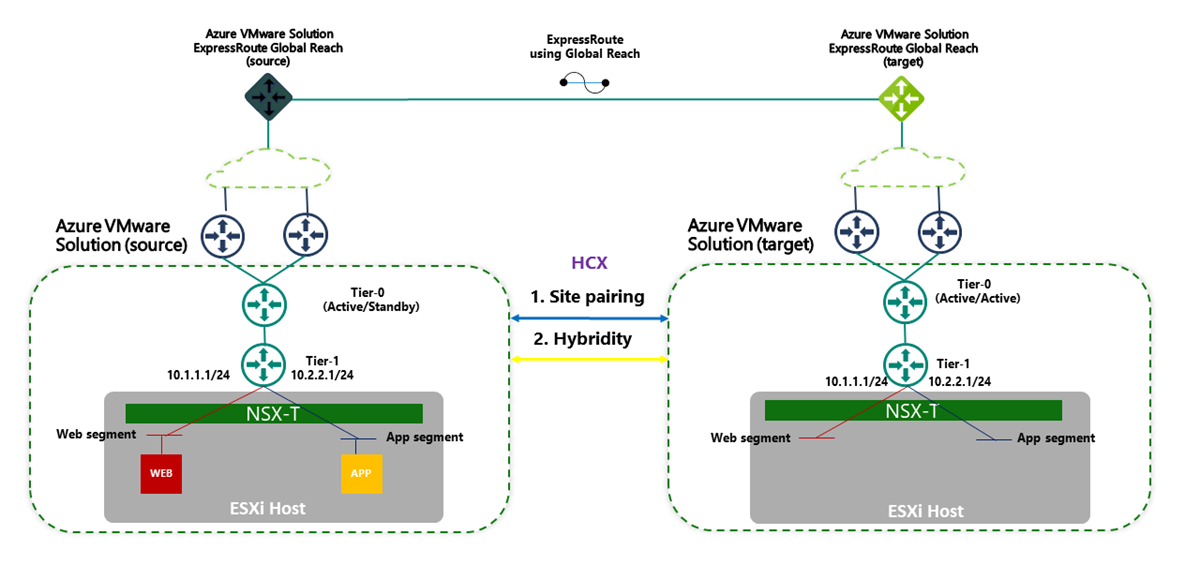 Azure VMware Solution
ExpressRoute Global Reach
(source)
ExpressRoute
using Global Reach
Azure VMware Solution
ExpressRoute Global Reach
(target)
Azure VMware
Solution (source)
Tier-0
(Active/Standby)
Tier-1
10.1.1.1/24
10.2.2.1/24
NSX-T
Web segment
App segment
WEB
APP
ESXi Host
HCX
1. Site pairing
2. Hybridity
Azure VMware
Solution (target)
Tier-0
(Active/Active)
Tier-1
10.1.1.1/24
10.2.2.1/24
NSX-T
Web segment
App segment
ESXi Host